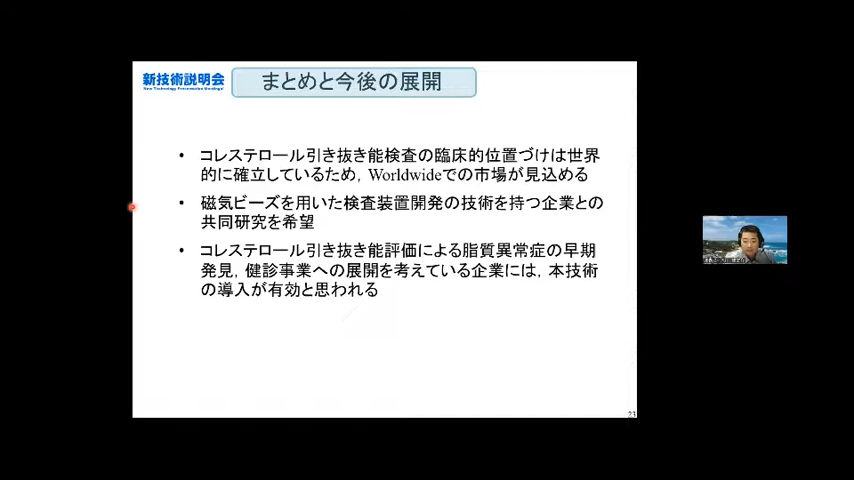 新技術説明会
New Technology Presentation Meetings!
まとめと今後の展開
• コレステロール引き抜き能検査の臨床的位置づけは世界
的に確立しているため，Worldwideでの市場が見込める
• 磁気ビーズを用いた検査装置開発の技術を持つ企業との
共同研究を希望
• コレステロール引き抜き能評価による脂質異常症の早期
発見，健診事業への展開を考えている企業には，本技術
の導入が有効と思われる
23